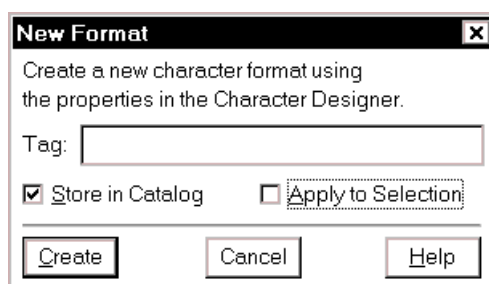 New Format
Create a new character format using
the properties in the Character Designer.
Tag:
Store in Catalog Apply to Selection
Create Cancel Help